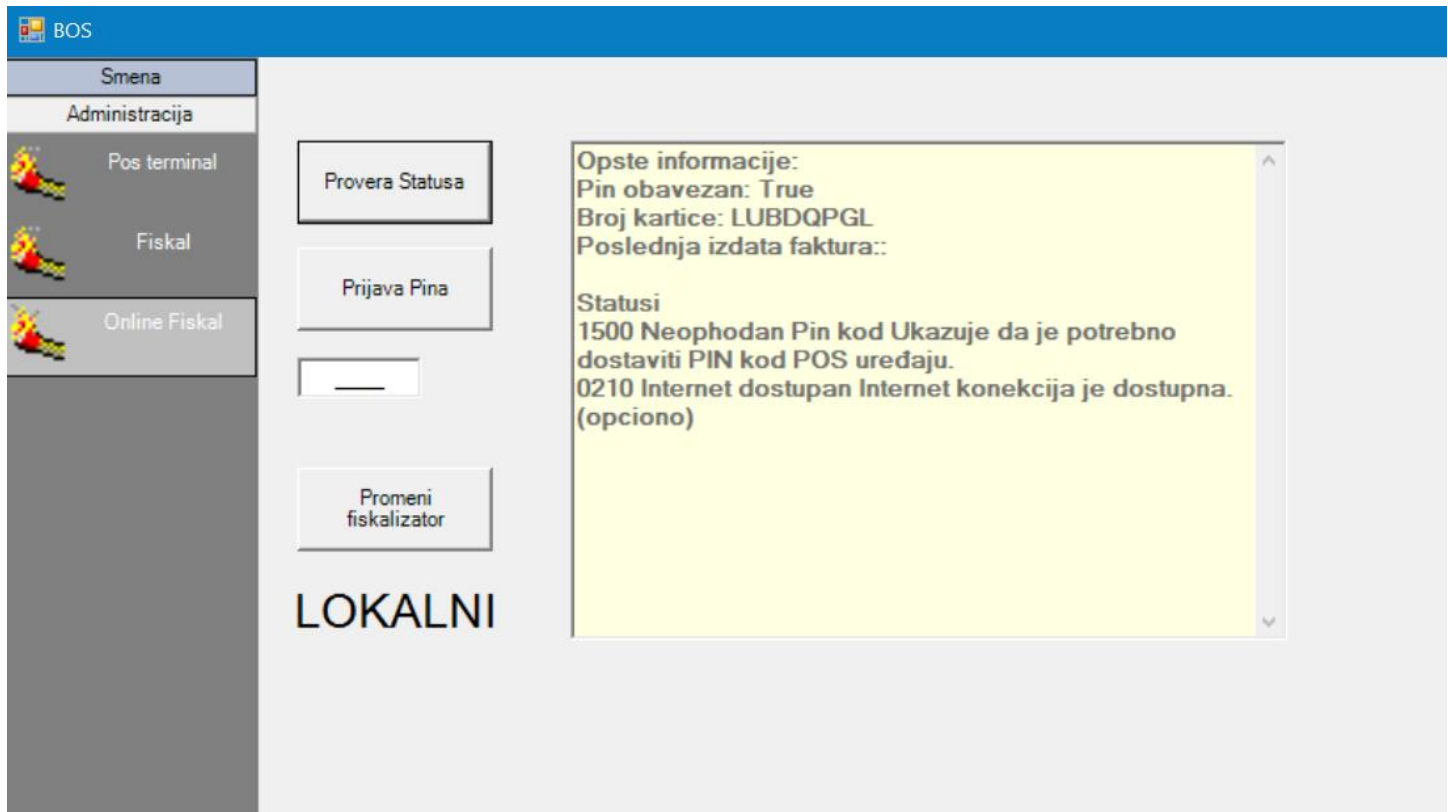 BOS
Smena
Administracija
Pos terminal
Fiskal
Online Fiskal
Provera Statusa
Prijava Pina
____
Promeni
fiskalizator
LOKALNI
Opste informacije:
Pin obavezan: True
Broj kartice: LUBDQPGL
Poslednja izdata faktura::
Statusi
1500 Neophodan Pin kod Ukazuje da je potrebno
dostaviti PIN kod POS uređaju.
0210 Internet dostupan Internet konekcija je dostupna.
(opciono)